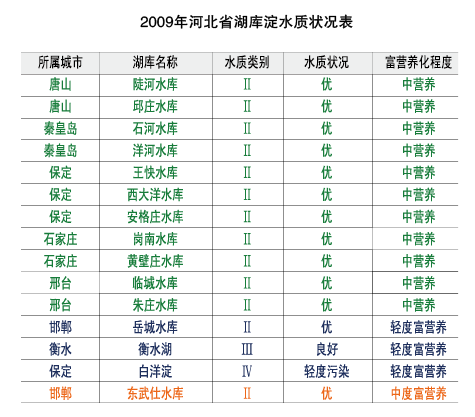 2009年河北省湖库淀水质状况表
所属城市 湖库名称 水质类别 水质状况 富营养化程度
唐山 陡河水库 II 优 中营养
唐山 邱庄水库 II 优 中营养
秦皇岛 石河水库 II 优 中营养
秦皇岛 洋河水库 II 优 中营养
保定 王快水库 II 优 中营养
保定 西大洋水库 II 优 中营养
保定 安格庄水库 II 优 中营养
石家庄 岗南水库 II 优 中营养
石家庄 黄壁庄水库 II 优 中营养
邢台 临城水库 II 优 中营养
邢台 朱庄水库 II 优 中营养
邯郸 岳城水库 II 优 轻度富营养
衡水 衡水湖 III 良好 轻度富营养
保定 白洋淀 IV 轻度污染 轻度富营养
邯郸 东武仕水库 II 优 中度富营养